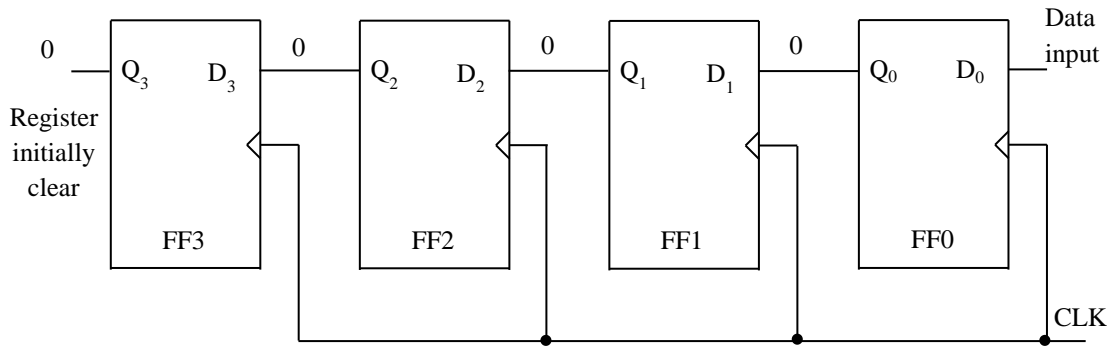 0
0
0
0
Data
input
Q₃ D₃
Q₂ D₂
Q₁ D₁
Q₀ D₀
Register
initially
clear
FF3
FF2
FF1
FF0
CLK